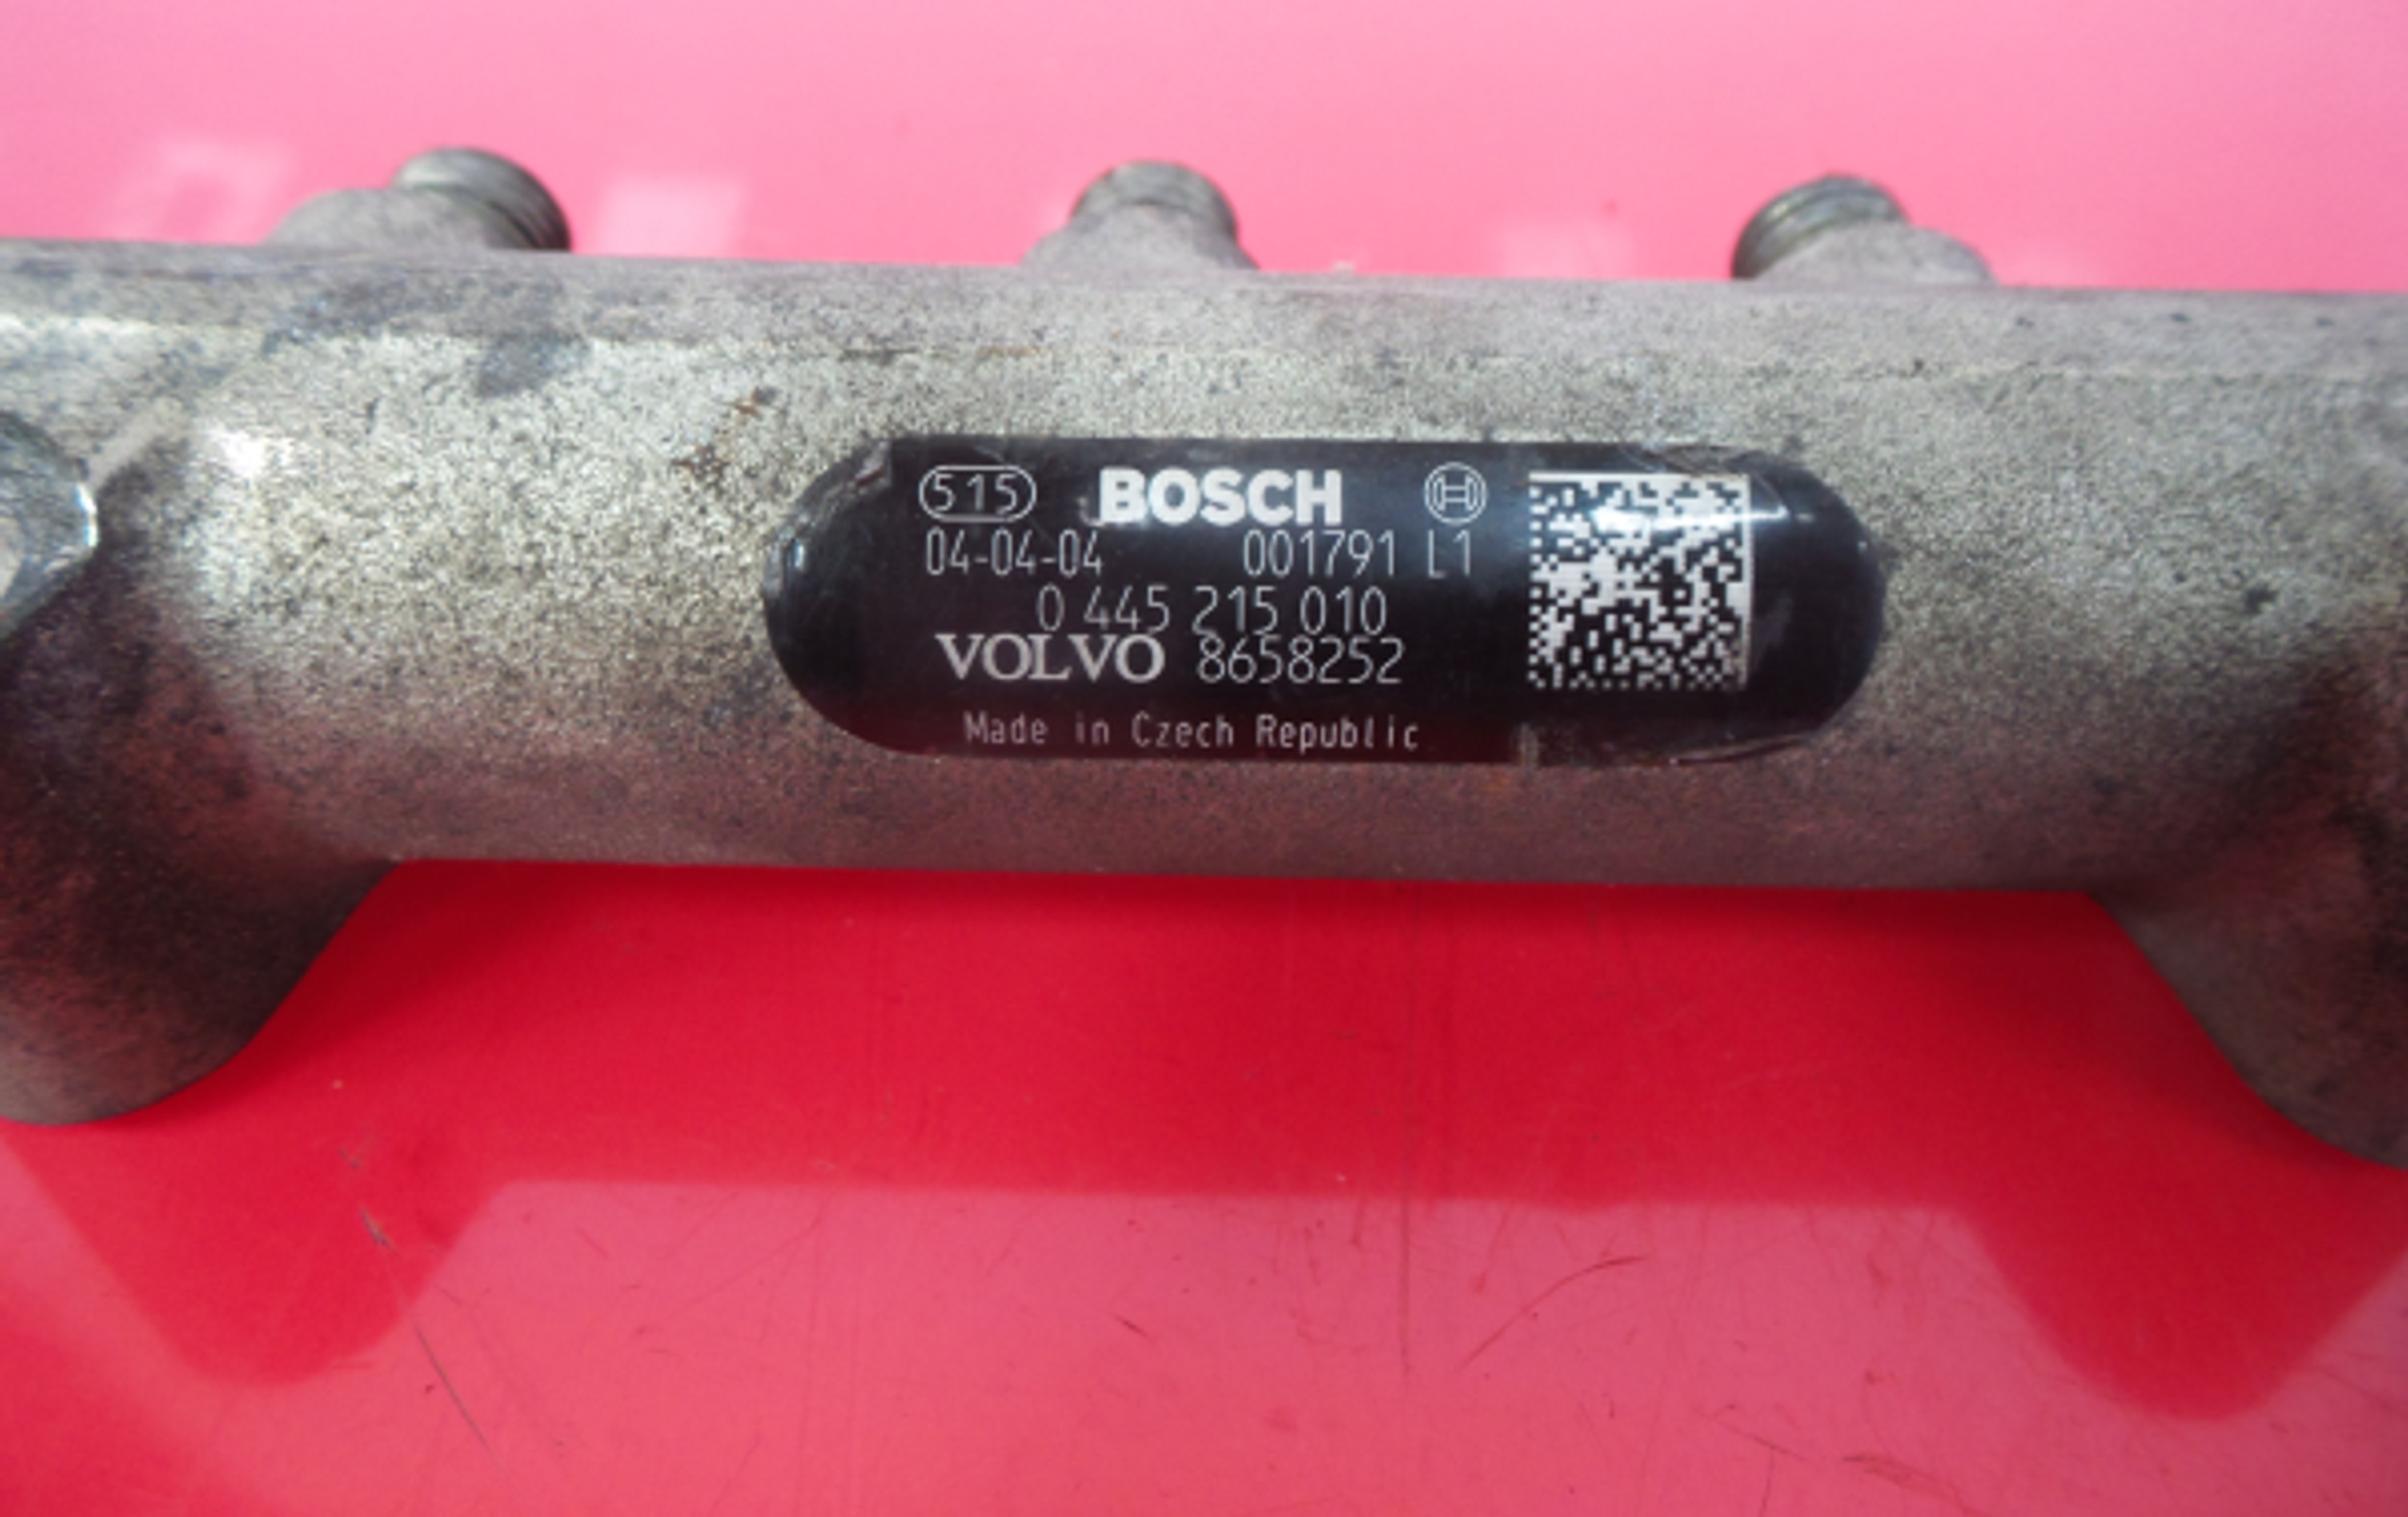 515 BOSCH
04-04-04 001791 L1
0 445 215 010
VOLVO 8658252
Made in Czech Republic